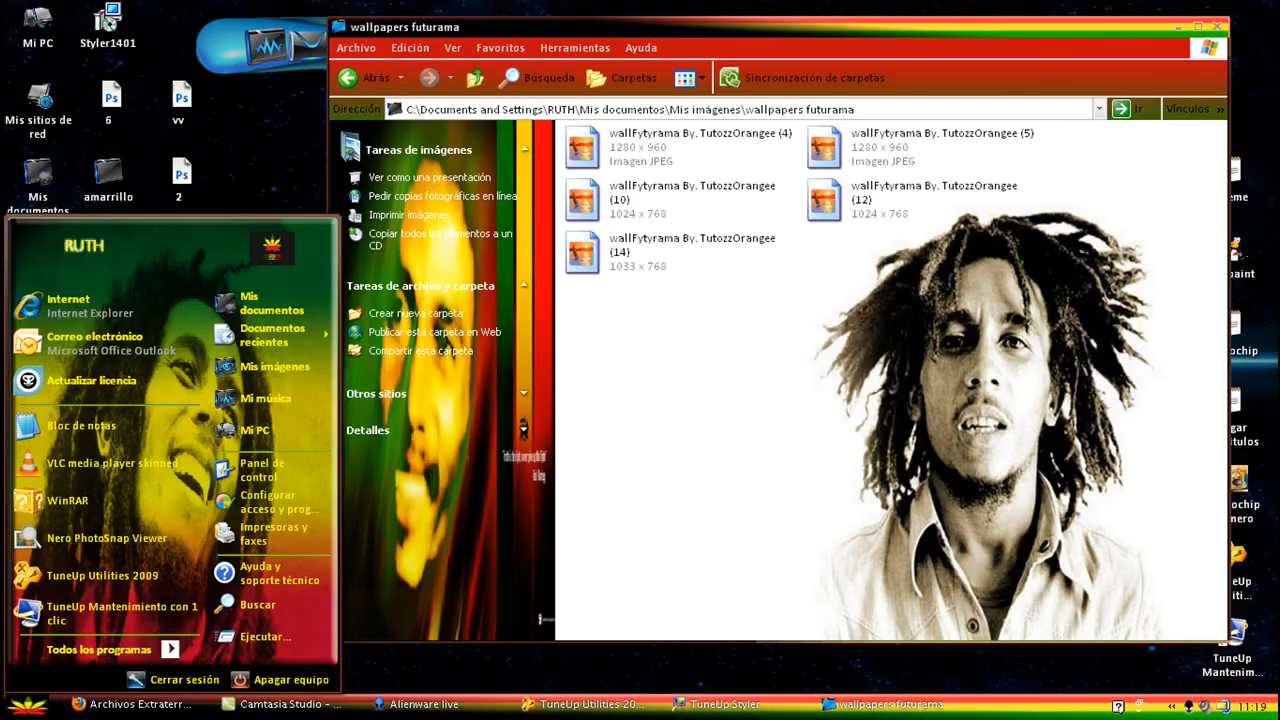 Mi PC
Styler1401
Mis sitios de
red
6
vv
Mis
documentos
amarrillo
2
wallpapers futurama
Archivo Edición Ver Favoritos Herramientas Ayuda
Atrás Búsqueda Carpetas Sincronización de carpetas
Dirección C:\Documents and Settings\RUTH\Mis documentos\Mis imágenes\wallpapers futurama Ir Vínculos »
Tareas de imágenes
Ver como una presentación
Pedir copias fotográficas en línea
Imprimir imágenes
Copiar todos los elementos a un
CD
Tareas de archivo y carpeta
Crear nueva carpeta
Publicar esta carpeta en Web
Compartir esta carpeta
Otros sitios
Detalles
wallFytyrama By. TutozzOrangee (4)
1280 x 960
Imagen JPEG
wallFytyrama By. TutozzOrangee (5)
1280 x 960
Imagen JPEG
wallFytyrama By. TutozzOrangee
(10)
1024 x 768
wallFytyrama By. TutozzOrangee
(12)
1024 x 768
wallFytyrama By. TutozzOrangee
(14)
1033 x 768
RUTH
Internet
Internet Explorer
Correo electrónico
Microsoft Office Outlook
Actualizar licencia
Bloc de notas
VLC media player skinned
WinRAR
Nero PhotoSnap Viewer
TuneUp Utilities 2009
TuneUp Mantenimiento con 1
clic
Todos los programas
Mis
documentos
Documentos
recientes
Mis imágenes
Mi música
Mi PC
Panel de
control
Configurar
acceso y prog...
Impresoras y
faxes
Ayuda y
soporte técnico
Buscar
Ejecutar...
Cerrar sesión Apagar equipo
eme
paint
ochip
gar
itulos
ochip
nero
eUp
iti...
TuneUp
Mantenim...
Archivos Extraterr... Camtasia Studio - ... Alienware live TuneUp Utilities 20... TuneUp Styler wallpapers futurama « 11:19